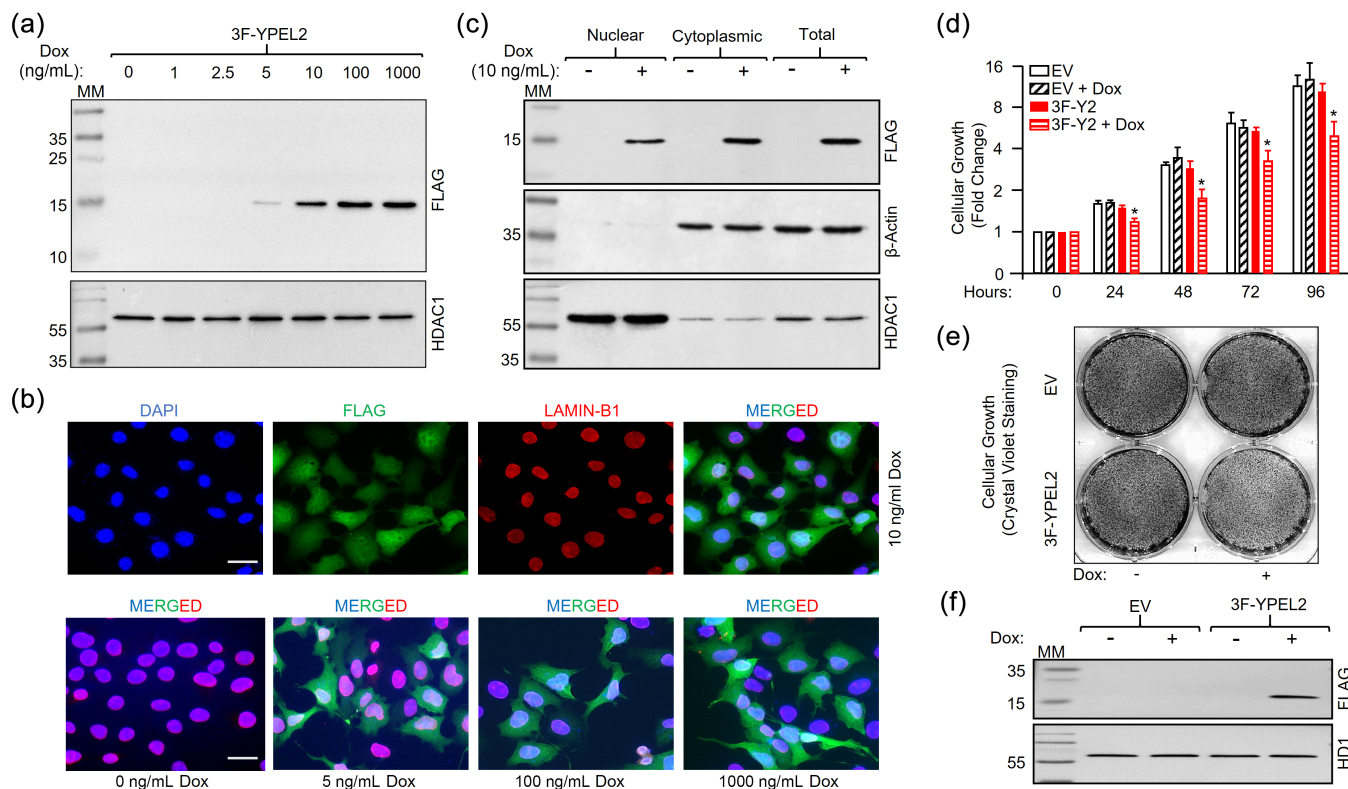 (a)
3F-YPEL2
Dox
(ng/mL):
0 1 2.5 5 10 100 1000
MM
35
25
15
10
FLAG
55
35
HDAC1
(c)
Nuclear Cytoplasmic Total
Dox
(10 ng/mL):
- + - + - +
MM
15
FLAG
35
β-Actin
55
35
HDAC1
(d)
Cellular Growth
(Fold Change)
16
8
4
2
1
0
EV
EV + Dox
3F-Y2
3F-Y2 + Dox
* * * *
Hours: 0 24 48 72 96
(b)
DAPI FLAG LAMIN-B1 MERGED
10 ng/ml Dox
MERGED MERGED MERGED MERGED
0 ng/mL Dox 5 ng/mL Dox 100 ng/mL Dox 1000 ng/mL Dox
(e)
Cellular Growth
(Crystal Violet Staining)
EV
3F-YPEL2
Dox: - +
(f)
EV 3F-YPEL2
Dox: - + - +
MM
35
15
FLAG
55
HD1